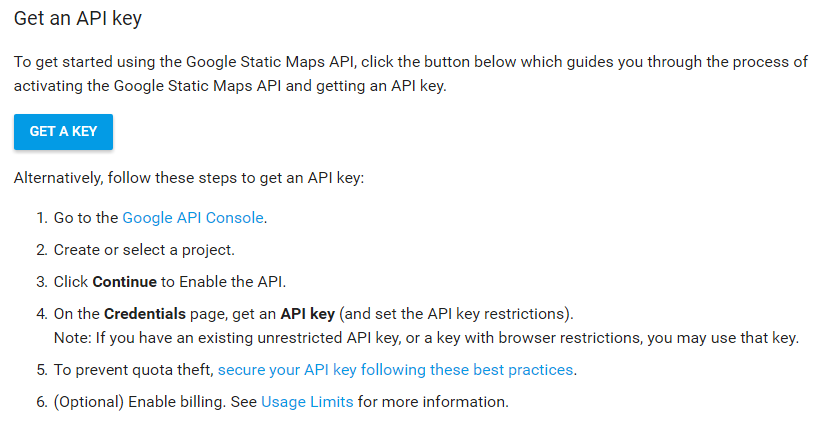 Get an API key
To get started using the Google Static Maps API, click the button below which guides you through the process of
activating the Google Static Maps API and getting an API key.
GET A KEY
Alternatively, follow these steps to get an API key:
1. Go to the Google API Console.
2. Create or select a project.
3. Click Continue to Enable the API.
4. On the Credentials page, get an API key (and set the API key restrictions).
Note: If you have an existing unrestricted API key, or a key with browser restrictions, you may use that key.
5. To prevent quota theft, secure your API key following these best practices.
6. (Optional) Enable billing. See Usage Limits for more information.